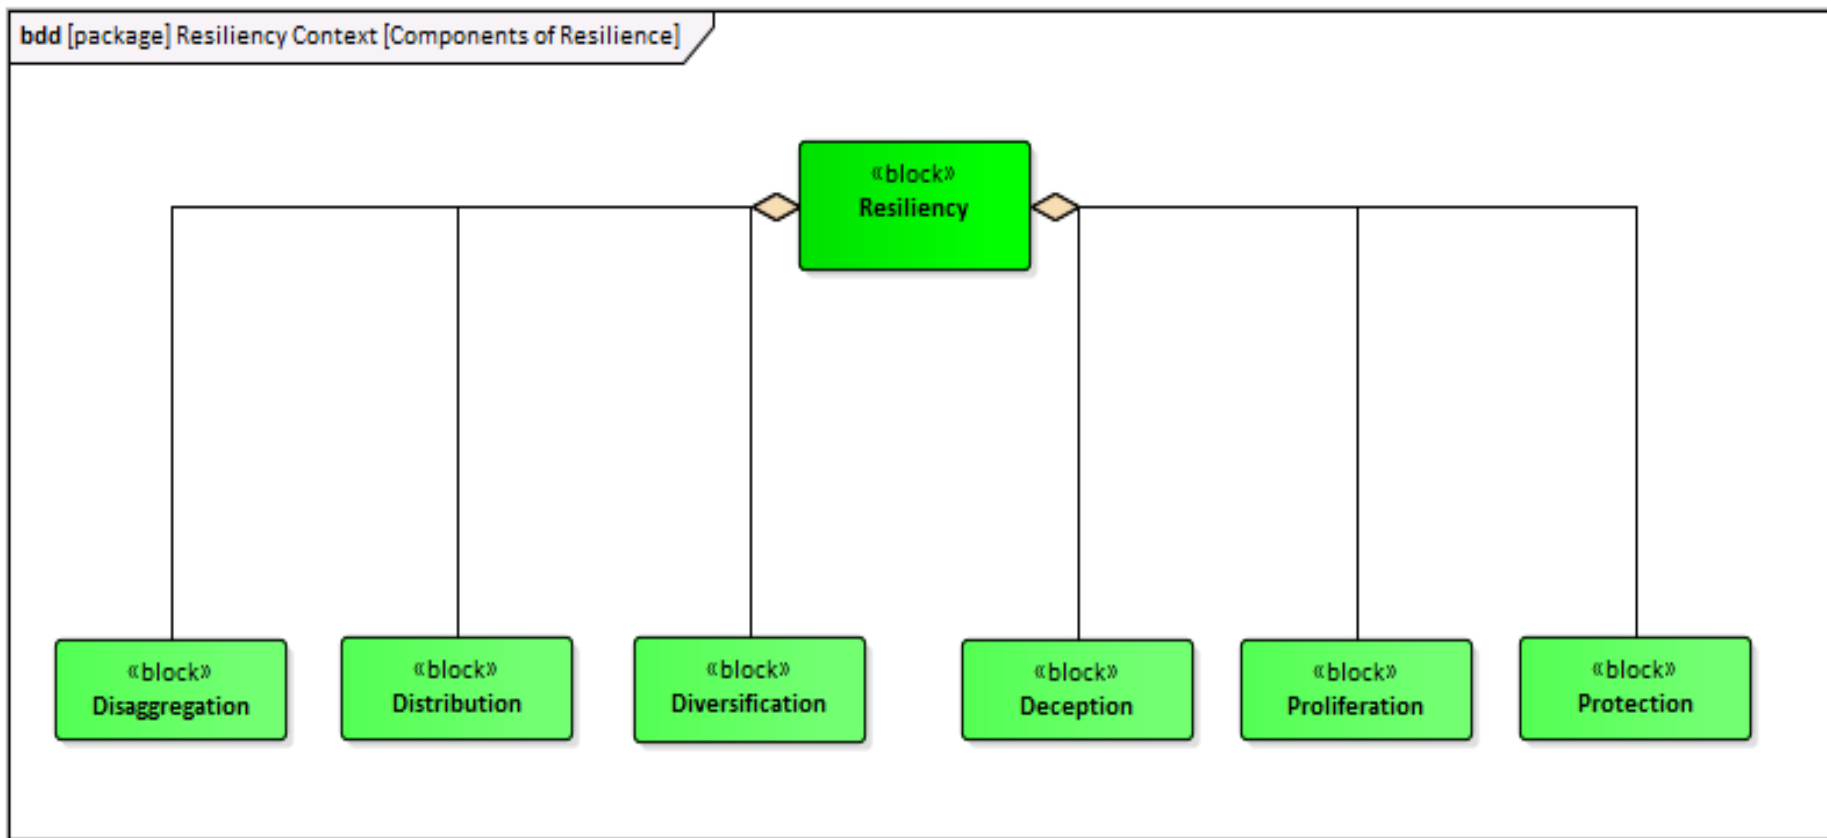 bdd [package] Resiliency Context [Components of Resilience]
«block»
Resiliency
«block»
Disaggregation
«block»
Distribution
«block»
Diversification
«block»
Deception
«block»
Proliferation
«block»
Protection